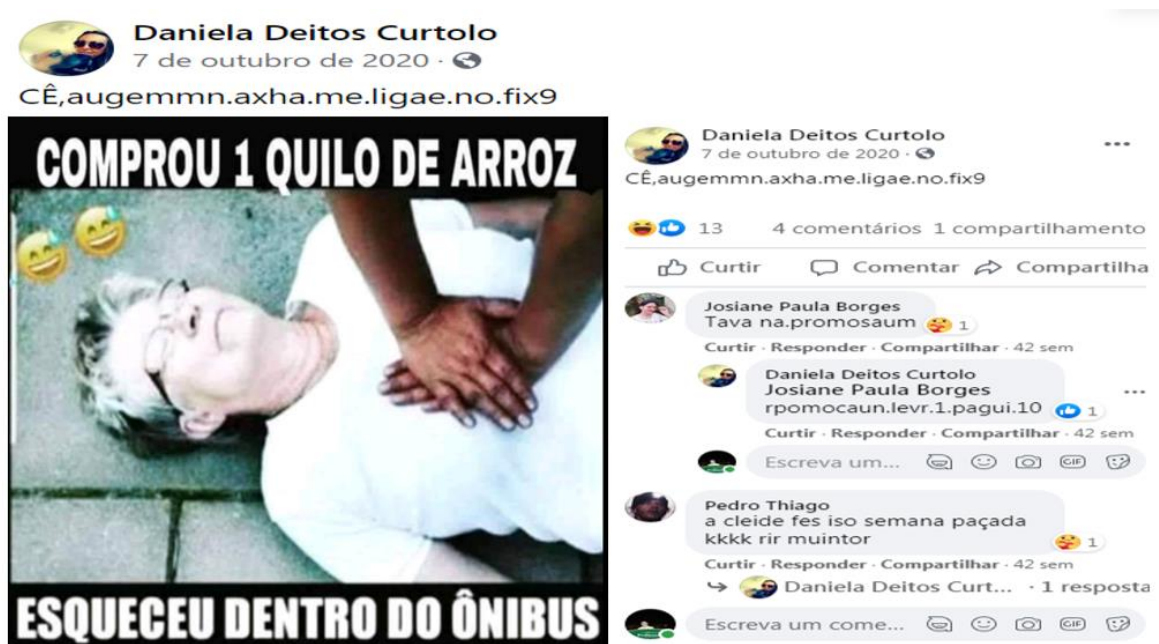 Daniela Deitos Curtolo
7 de outubro de 2020 ·
CÊ,augemmn.axha.me.ligae.no.fix9
COMPROU 1 QUILO DE ARROZ
ESQUECEU DENTRO DO ÔNIBUS
Daniela Deitos Curtolo
7 de outubro de 2020 ·
CÊ,augemmn.axha.me.ligae.no.fix9
13 4 comentários 1 compartilhamento
Curtir Comentar Compartilha
Josiane Paula Borges
Tava na.promosaum 1
Curtir · Responder · Compartilhar · 42 sem
Daniela Deitos Curtolo
Josiane Paula Borges
rpomocaun.levr.1.pagui.10 1
Curtir · Responder · Compartilhar · 42 sem
Escreva um... GIF
Pedro Thiago
a cleide fes iso semana paçada
kkkk rir muintor 1
Curtir · Responder · Compartilhar · 42 sem
Daniela Deitos Curt... · 1 resposta
Escreva um come... GIF